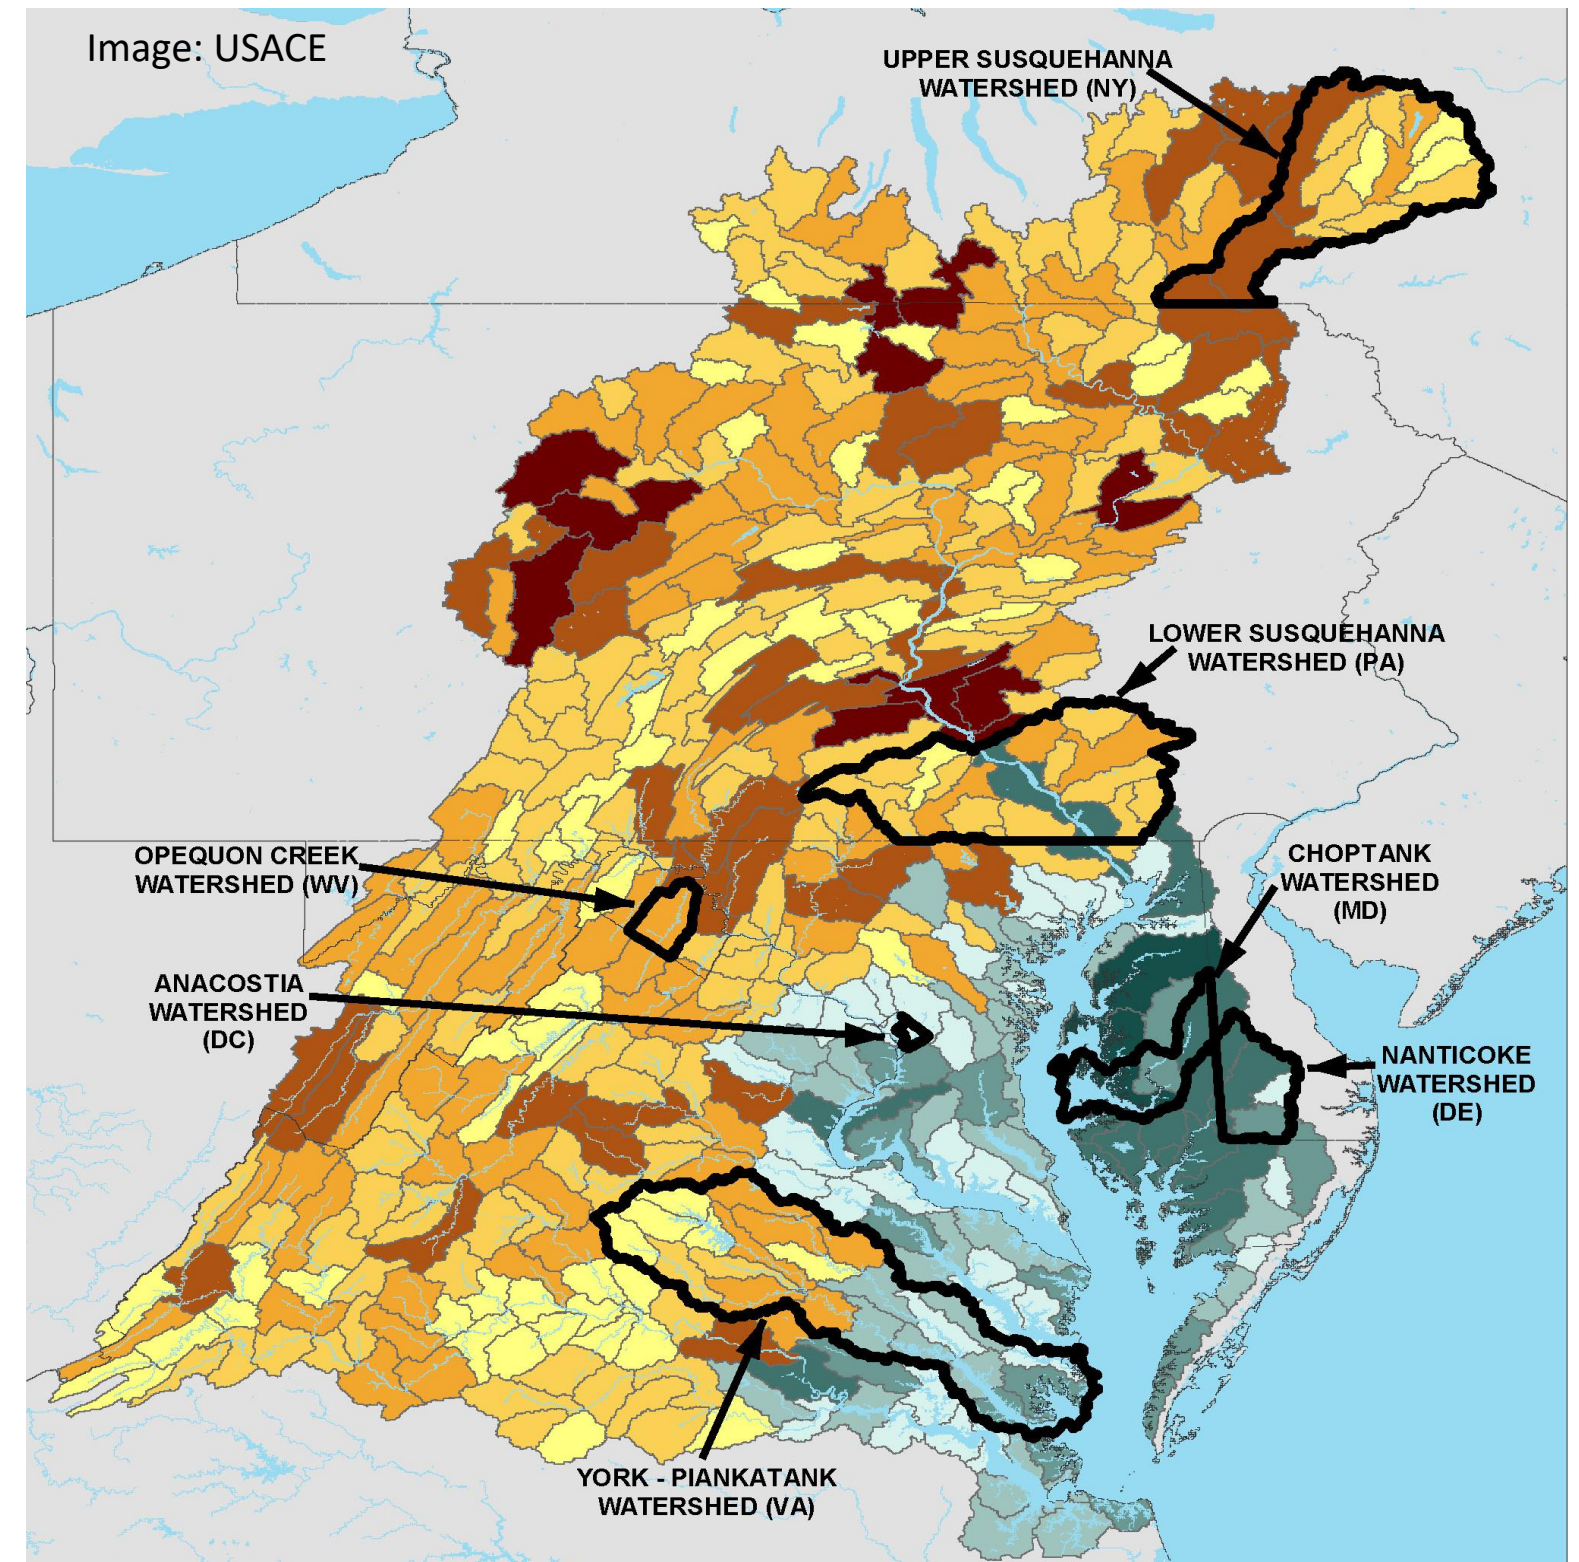 Image: USACE
UPPER SUSQUEHANNA
WATERSHED (NY)
LOWER SUSQUEHANNA
WATERSHED (PA)
OPEQUON CREEK
WATERSHED (WV)
CHOPTANK
WATERSHED
(MD)
ANACOSTIA
WATERSHED
(DC)
NANTICOKE
WATERSHED
(DE)
YORK - PIANKATANK
WATERSHED (VA)